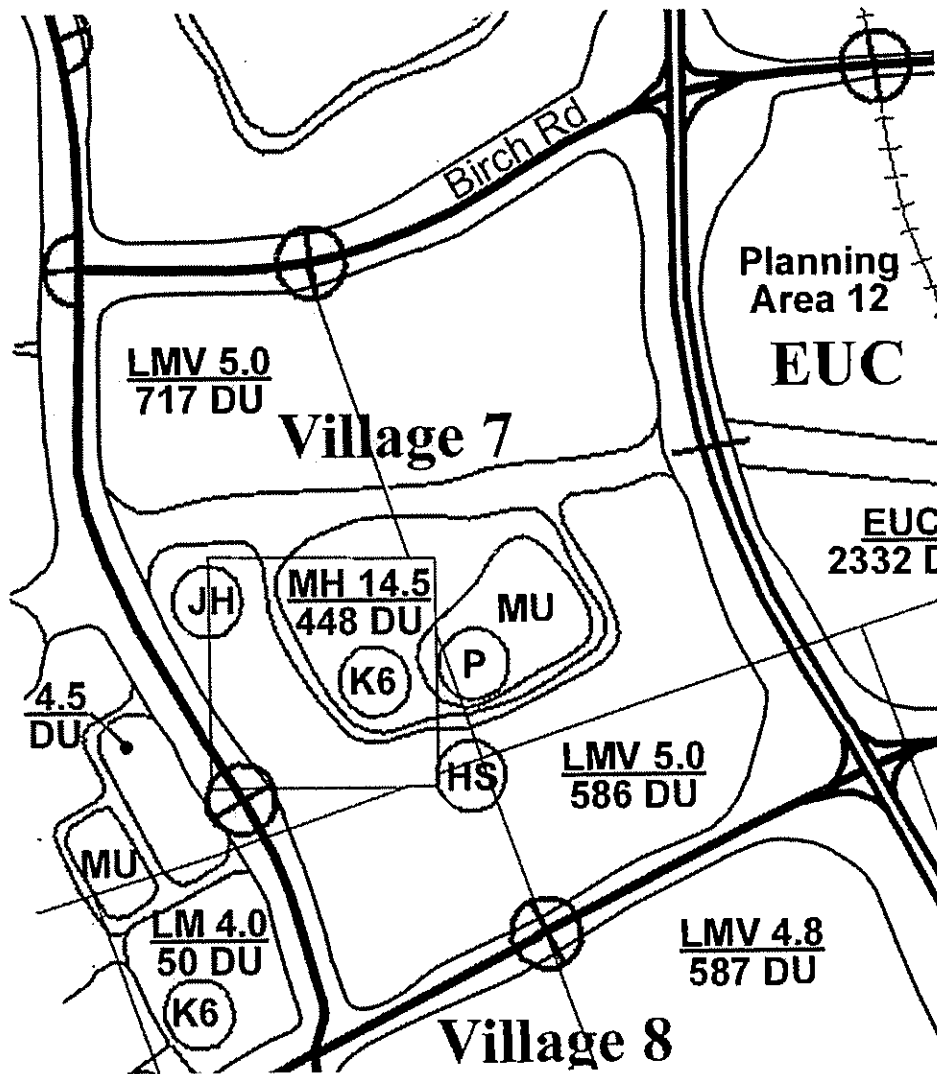 Birch Rd
Planning
Area 12
EUC
LMV 5.0
717 DU
Village 7
EUC
2332 D
JH
MH 14.5
448 DU
MU
K6
P
4.5
DU
HS
LMV 5.0
586 DU
MU
LM 4.0
50 DU
K6
LMV 4.8
587 DU
Village 8